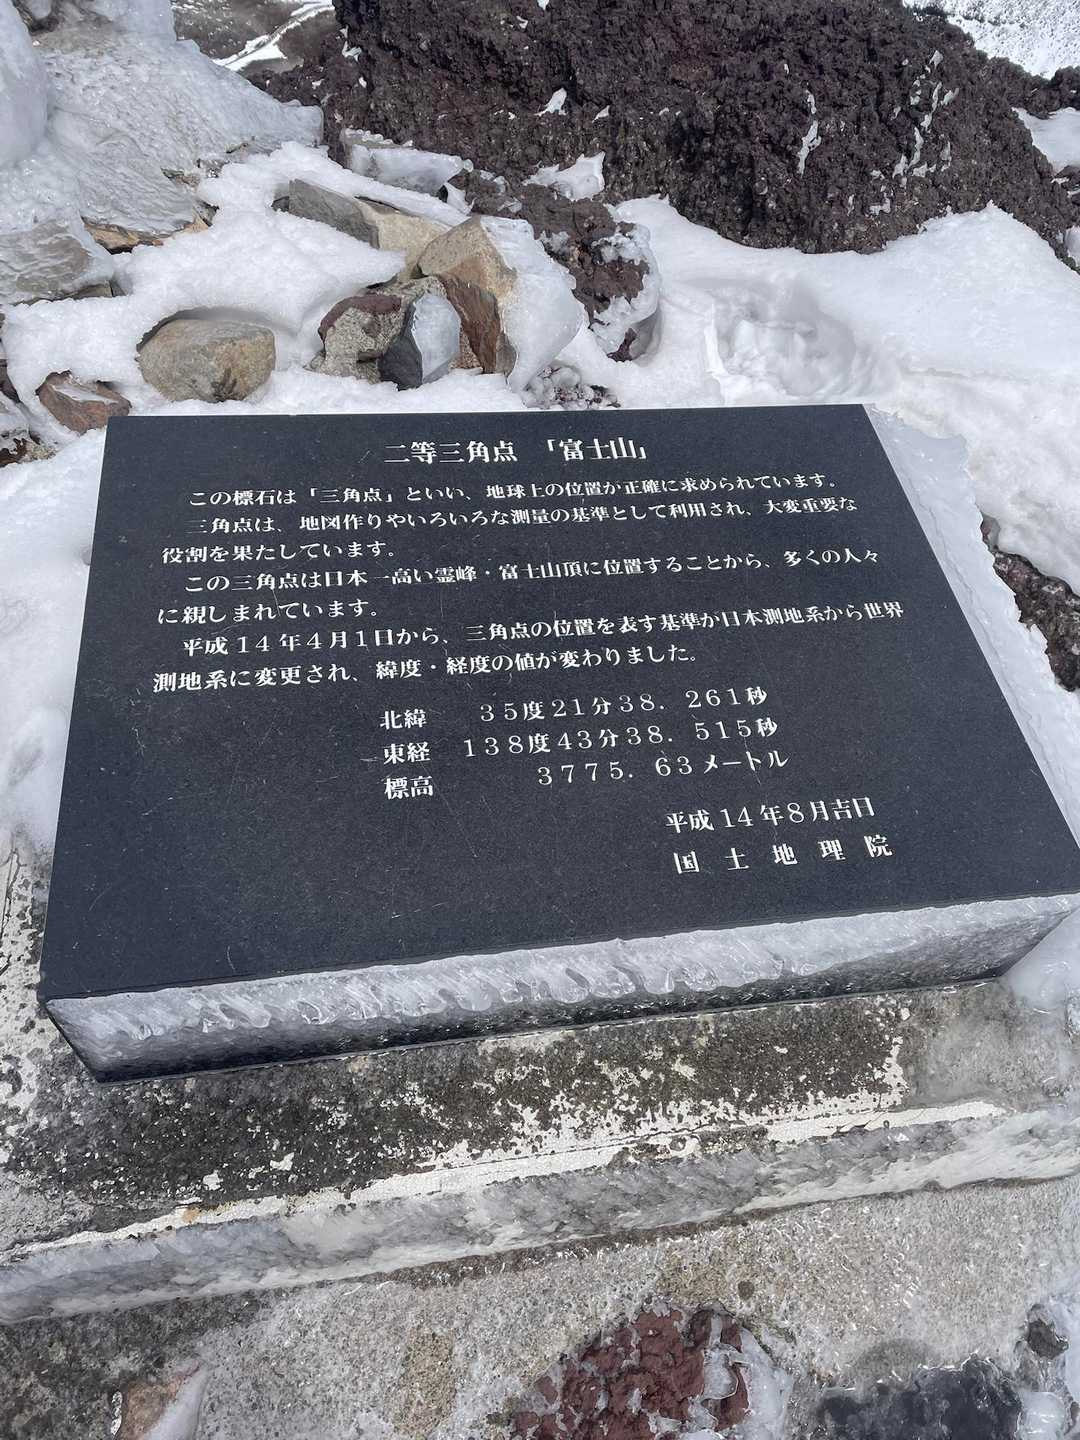 二等三角点 「富士山」
この標石は「三角点」といい、地球上の位置が正確に求められています。
三角点は、地図作りやいろいろな測量の基準として利用され、大変重要な
役割を果たしています。
この三角点は日本一高い霊峰・富士山頂に位置することから、多くの人々
に親しまれています。
平成１４年４月１日から、三角点の位置を表す基準が日本測地系から世界
測地系に変更され、緯度・経度の値が変わりました。
北緯 ３５度２１分３８．２６１秒
東経 １３８度４３分３８．５１５秒
標高 ３７７５．６３メートル
平成１４年８月吉日
国土地理院